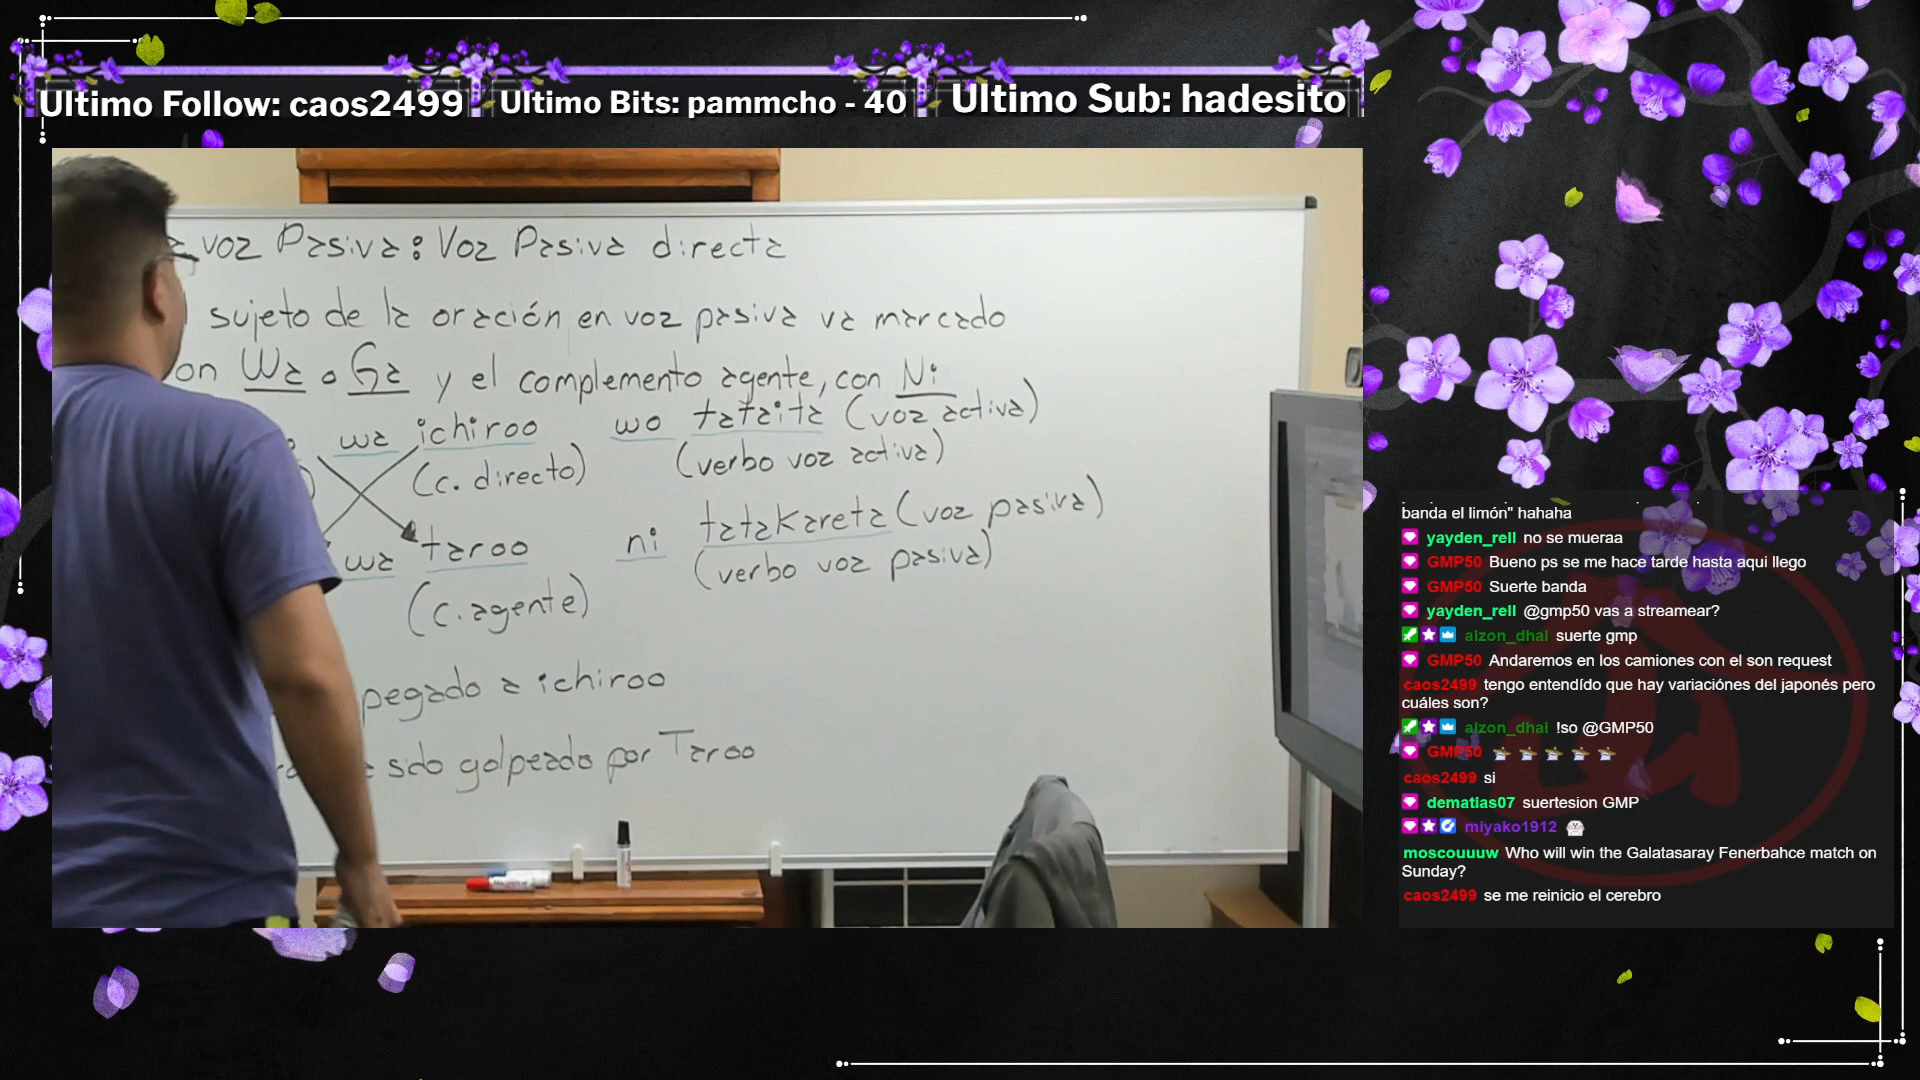 Ultimo Follow: caos2499
Ultimo Bits: pammcho - 40
Ultimo Sub: hadesito
voz Pasiva: Voz Pasiva directa
sujeto de la oración en voz pasiva va marcado
on Wa o Ga y el complemento agente, con Ni
wa ichiroo wo tataita (voz activa)
(c. directo) (verbo voz activa)
wa taroo ni tatakareta (voz pasiva)
(c. agente) (verbo voz pasiva)
pegado a ichiroo
sido golpeado por Taroo
banda el limón" hahaha
yayden_rell no se mueraa
GMP50 Bueno ps se me hace tarde hasta aqui llego
GMP50 Suerte banda
yayden_rell @gmp50 vas a streamear?
aizon_dhal suerte gmp
GMP50 Andaremos en los camiones con el son request
caos2499 tengo entendído que hay variaciónes del japonés pero
cuáles son?
aizon_dhal !so @GMP50
GMP50
caos2499 si
dematias07 suertesion GMP
miyako1912
moscouuuw Who will win the Galatasaray Fenerbahce match on
Sunday?
caos2499 se me reinicio el cerebro